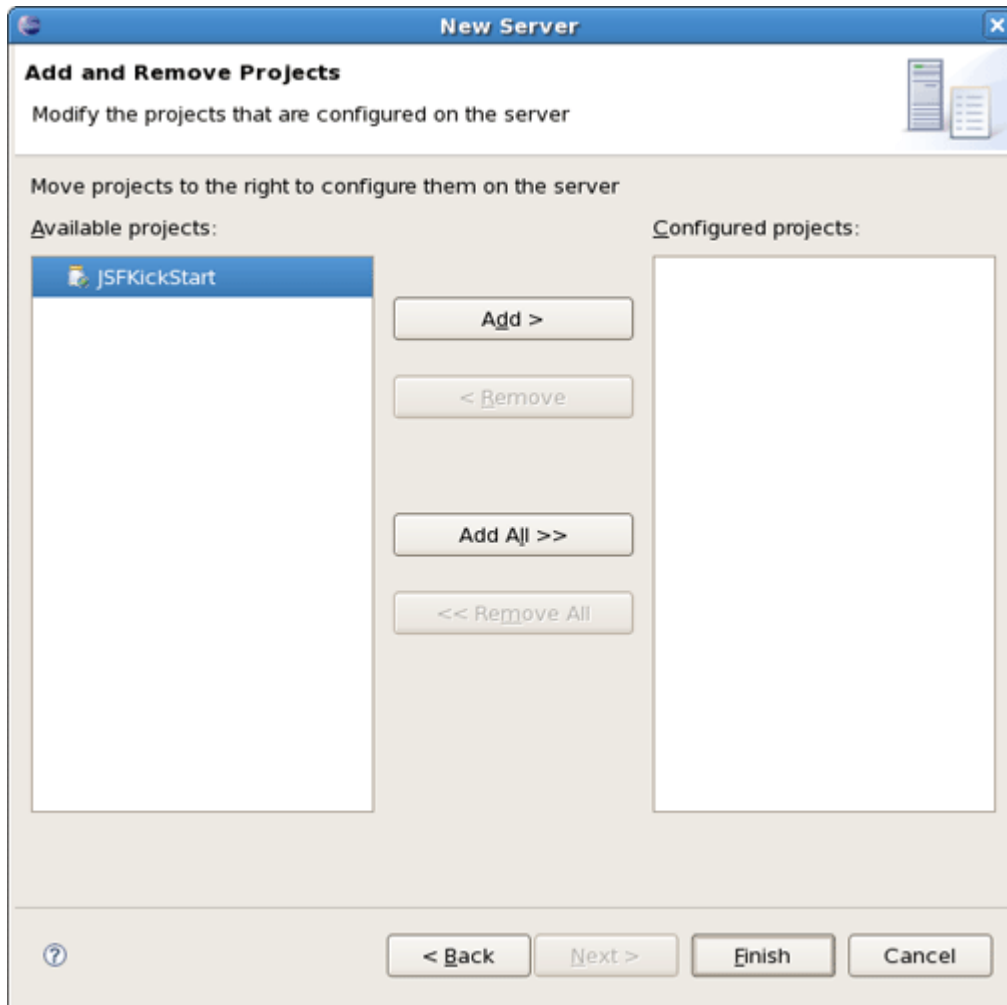 New Server
Add and Remove Projects
Modify the projects that are configured on the server
Move projects to the right to configure them on the server
Available projects:
Configured projects:
JSFKickStart
Add >
< Remove
Add All >>
<< Remove All
< Back
Next >
Finish
Cancel